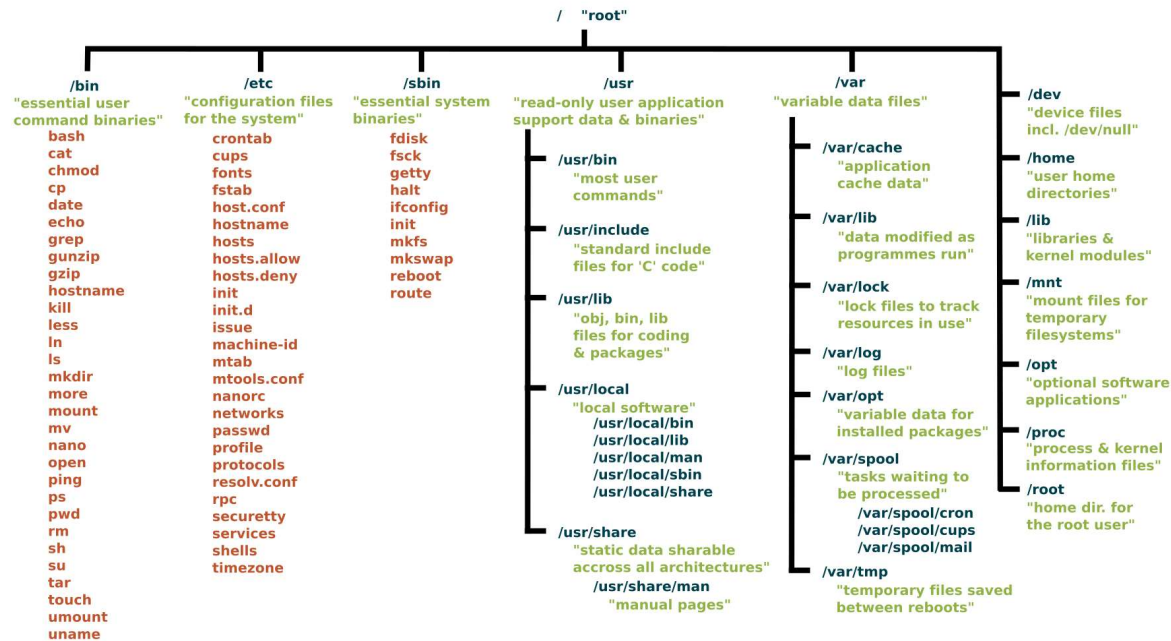 / "root"
/bin
"essential user
command binaries"
bash
cat
chmod
cp
date
echo
grep
gunzip
gzip
hostname
kill
less
ln
ls
mkdir
more
mount
mv
nano
open
ping
ps
pwd
rm
sh
su
tar
touch
umount
uname
/etc
"configuration files
for the system"
crontab
cups
fonts
fstab
host.conf
hostname
hosts
hosts.allow
hosts.deny
init
init.d
issue
machine-id
mtab
mtools.conf
nanorc
networks
passwd
profile
protocols
resolv.conf
rpc
securetty
services
shells
timezone
/sbin
"essential system
binaries"
fdisk
fsck
getty
halt
ifconfig
init
mkfs
mkswap
reboot
route
/usr
"read-only user application
support data & binaries"
/usr/bin
"most user
commands"
/usr/include
"standard include
files for 'C' code"
/usr/lib
"obj, bin, lib
files for coding
& packages"
/usr/local
"local software"
/usr/local/bin
/usr/local/lib
/usr/local/man
/usr/local/sbin
/usr/local/share
/usr/share
"static data sharable
accross all architectures"
/usr/share/man
"manual pages"
/var
"variable data files"
/var/cache
"application
cache data"
/var/lib
"data modified as
programmes run"
/var/lock
"lock files to track
resources in use"
/var/log
"log files"
/var/opt
"variable data for
installed packages"
/var/spool
"tasks waiting to
be processed"
/var/spool/cron
/var/spool/cups
/var/spool/mail
/var/tmp
"temporary files saved
between reboots"
/dev
"device files
incl. /dev/null"
/home
"user home
directories"
/lib
"libraries &
kernel modules"
/mnt
"mount files for
temporary
filesystems"
/opt
"optional software
applications"
/proc
"process & kernel
information files"
/root
"home dir. for
the root user"